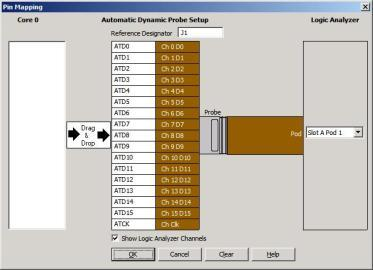 Pin Mapping
Core 0
Automatic Dynamic Probe Setup
Logic Analyzer
Reference Designator J1
ATD0 Ch 0 D0
ATD1 Ch 1 D1
ATD2 Ch 2 D2
ATD3 Ch 3 D3
ATD4 Ch 4 D4
ATD5 Ch 5 D5
ATD6 Ch 6 D6
ATD7 Ch 7 D7
ATD8 Ch 8 D8
ATD9 Ch 9 D9
ATD10 Ch 10 D10
ATD11 Ch 11 D11
ATD12 Ch 12 D12
ATD13 Ch 13 D13
ATD14 Ch 14 D14
ATD15 Ch 15 D15
ATCK Ch Clk
Drag
&
Drop
Probe
Pod
Slot A Pod 1
Show Logic Analyzer Channels
OK
Cancel
Clear
Help